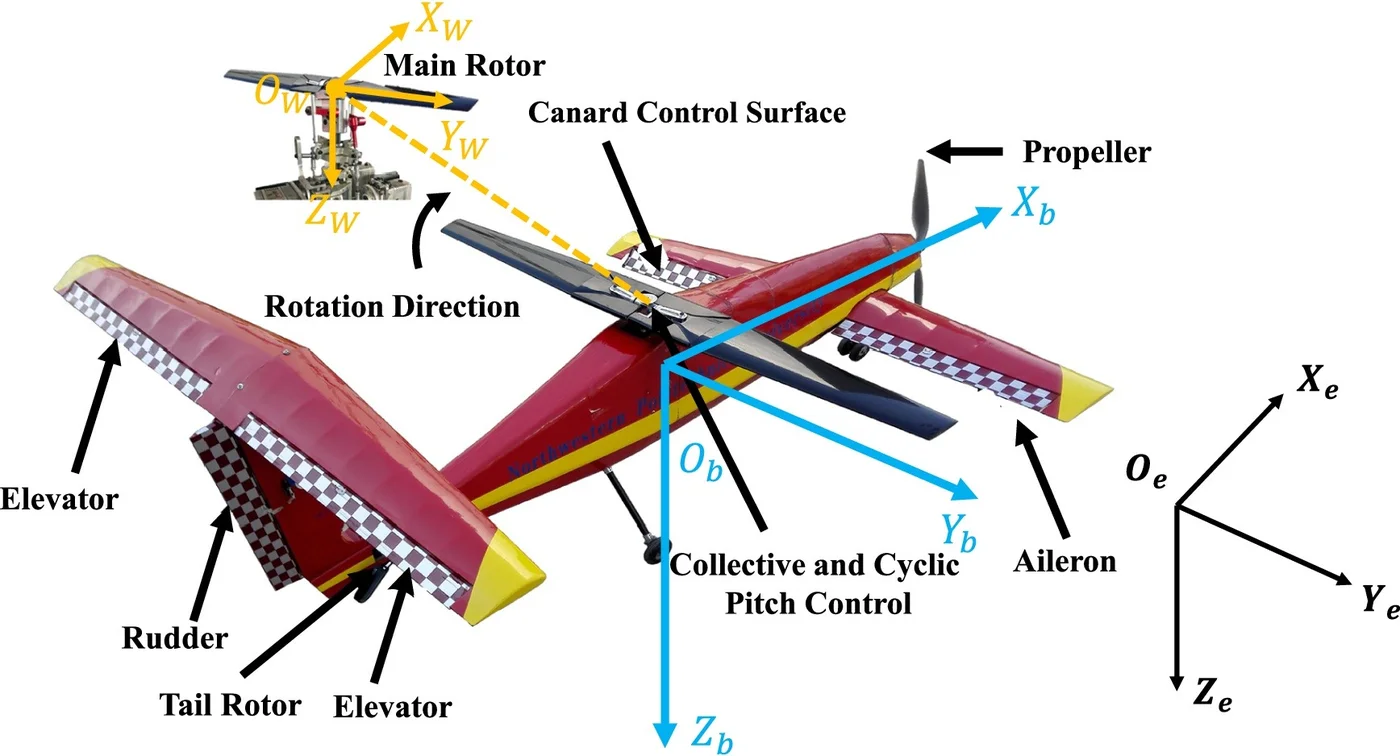 X_W
Main Rotor
O_W
Canard Control Surface
Y_W
Propeller
Z_W
X_b
Rotation Direction
X_e
Northwestern
O_b
O_e
Elevator
Y_b
Collective and Cyclic
Pitch Control
Aileron
Y_e
Rudder
Tail Rotor
Elevator
Z_e
Z_b